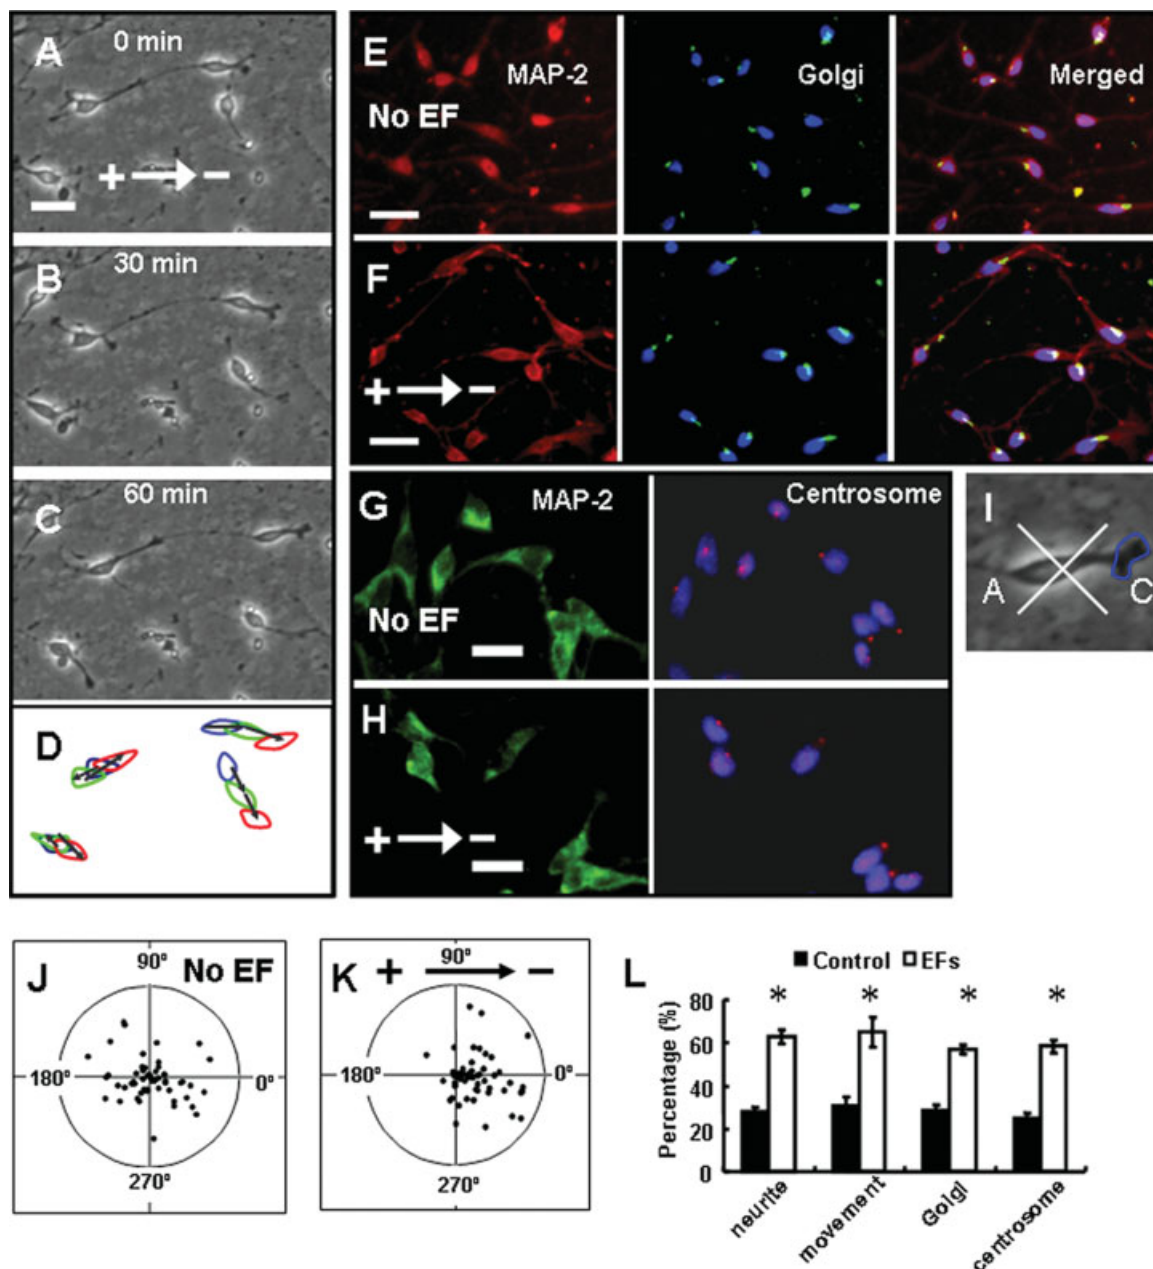 A
0 min
+ −
B
30 min
C
60 min
D
E
MAP-2
Golgi
Merged
No EF
F
+ −
G
MAP-2
Centrosome
No EF
H
+ −
I
A
C
J
No EF
90°
180°
0°
270°
K
+ −
90°
180°
0°
270°
L
Control EFs
Percentage (%)
80
60
40
20
0
* * * *
neurite
movement
Golgi
centrosome